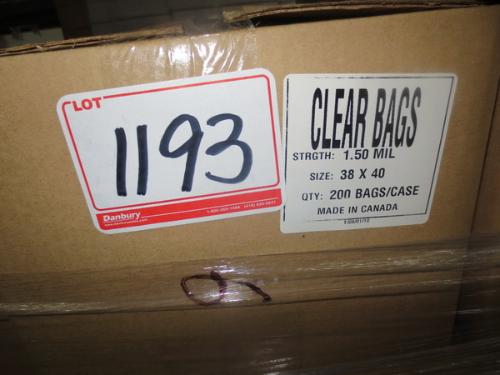 LOT
1193
Danbury
CLEAR BAGS
STRGTH: 1.50 MIL
SIZE: 38 X 40
QTY: 200 BAGS/CASE
MADE IN CANADA